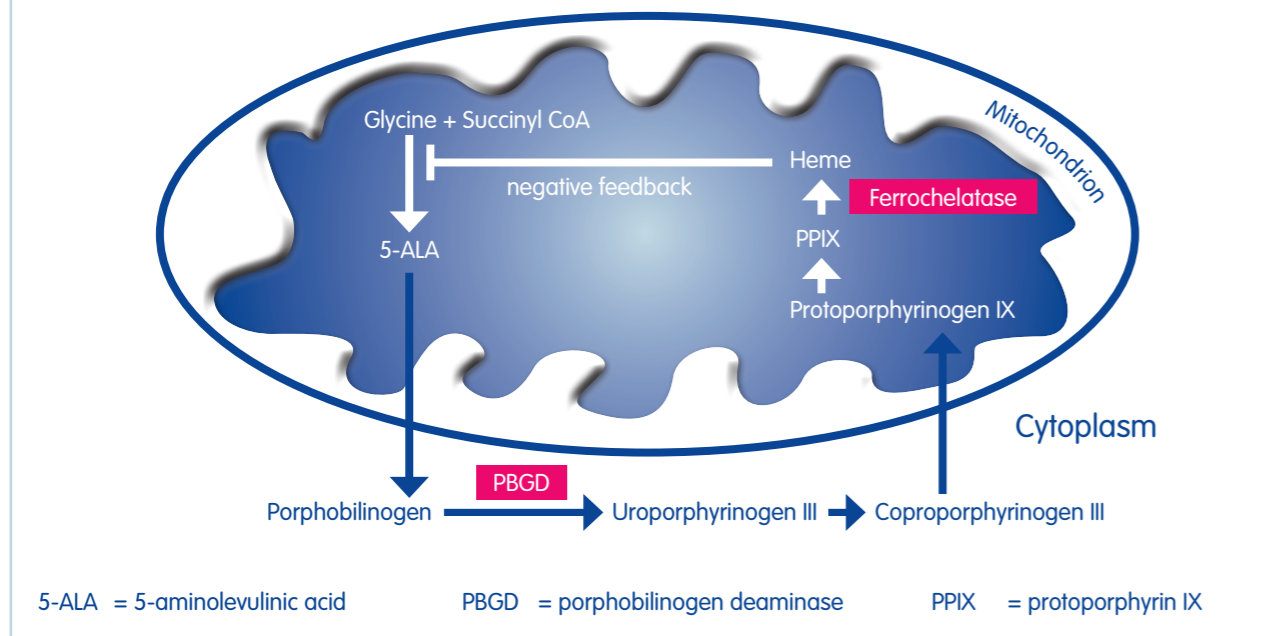 Mitochondrion
Glycine + Succinyl CoA
Heme
negative feedback
Ferrochelatase
PPIX
5-ALA
Protoporphyrinogen IX
Cytoplasm
PBGD
Porphobilinogen
Uroporphyrinogen III
Coproporphyrinogen III
5-ALA = 5-aminolevulinic acid
PBGD = porphobilinogen deaminase
PPIX = protoporphyrin IX